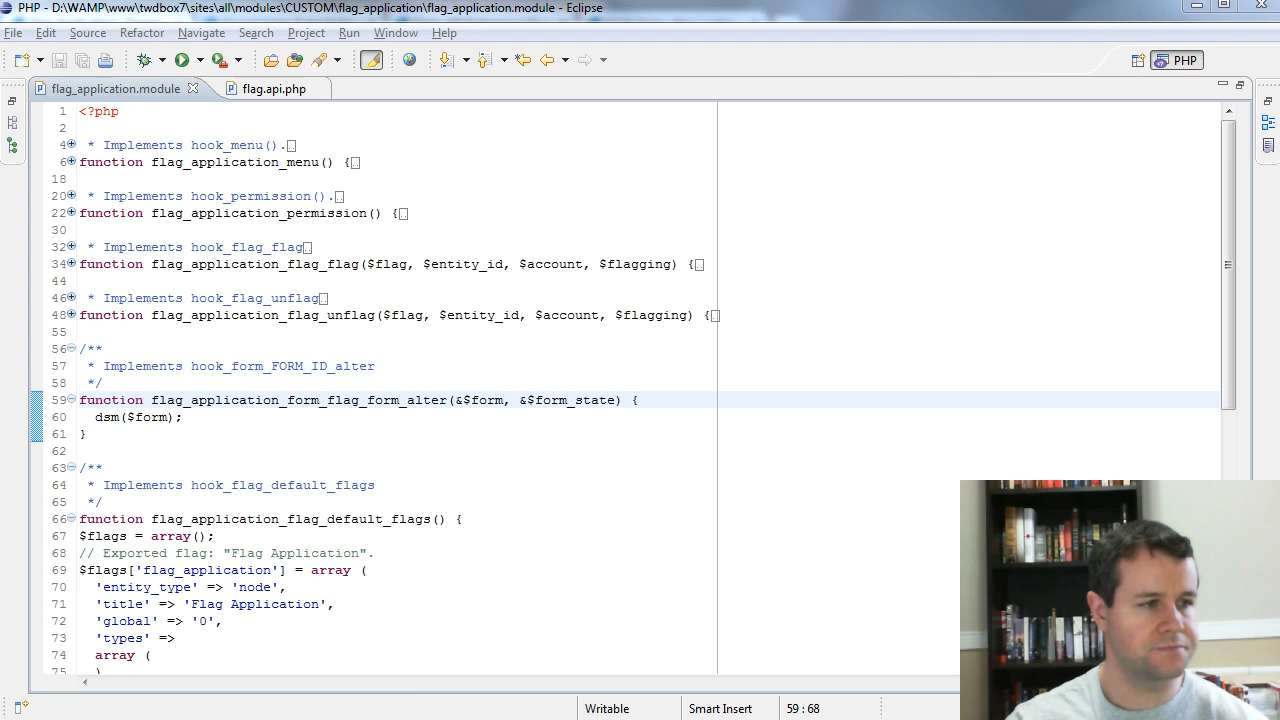 PHP - D:\WAMP\www\twdbox7\sites\all\modules\CUSTOM\flag_application\flag_application.module - Eclipse
File Edit Source Refactor Navigate Search Project Run Window Help
PHP
flag_application.module flag.api.php
1 <?php
2
4 * Implements hook_menu().
6 function flag_application_menu() {
18
20 * Implements hook_permission().
22 function flag_application_permission() {
30
32 * Implements hook_flag_flag
34 function flag_application_flag_flag($flag, $entity_id, $account, $flagging) {
44
46 * Implements hook_flag_unflag
48 function flag_application_flag_unflag($flag, $entity_id, $account, $flagging) {
55
56 /**
57 * Implements hook_form_FORM_ID_alter
58 */
59 function flag_application_form_flag_form_alter(&$form, &$form_state) {
60 dsm($form);
61 }
62
63 /**
64 * Implements hook_flag_default_flags
65 */
66 function flag_application_flag_default_flags() {
67 $flags = array();
68 // Exported flag: "Flag Application".
69 $flags['flag_application'] = array (
70 'entity_type' => 'node',
71 'title' => 'Flag Application',
72 'global' => '0',
73 'types' =>
74 array (
75 )
Writable Smart Insert 59 : 68